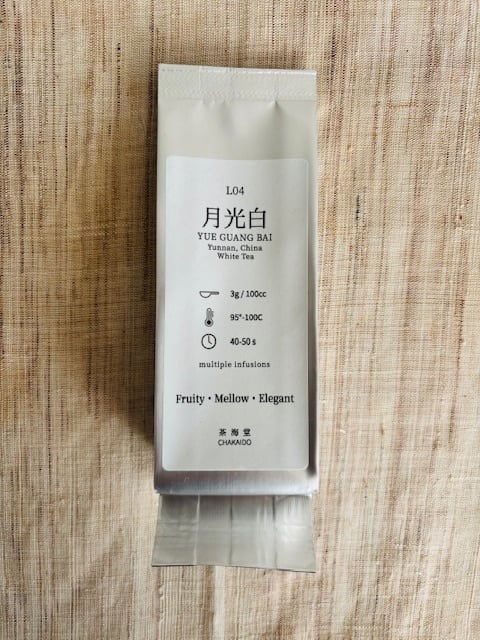 L04
月光白
YUE GUANG BAI
Yunnan, China
White Tea
3g / 100cc
95°-100C
40-50 s
multiple infusions
Fruity・Mellow・Elegant
茶海堂
CHAKAIDO